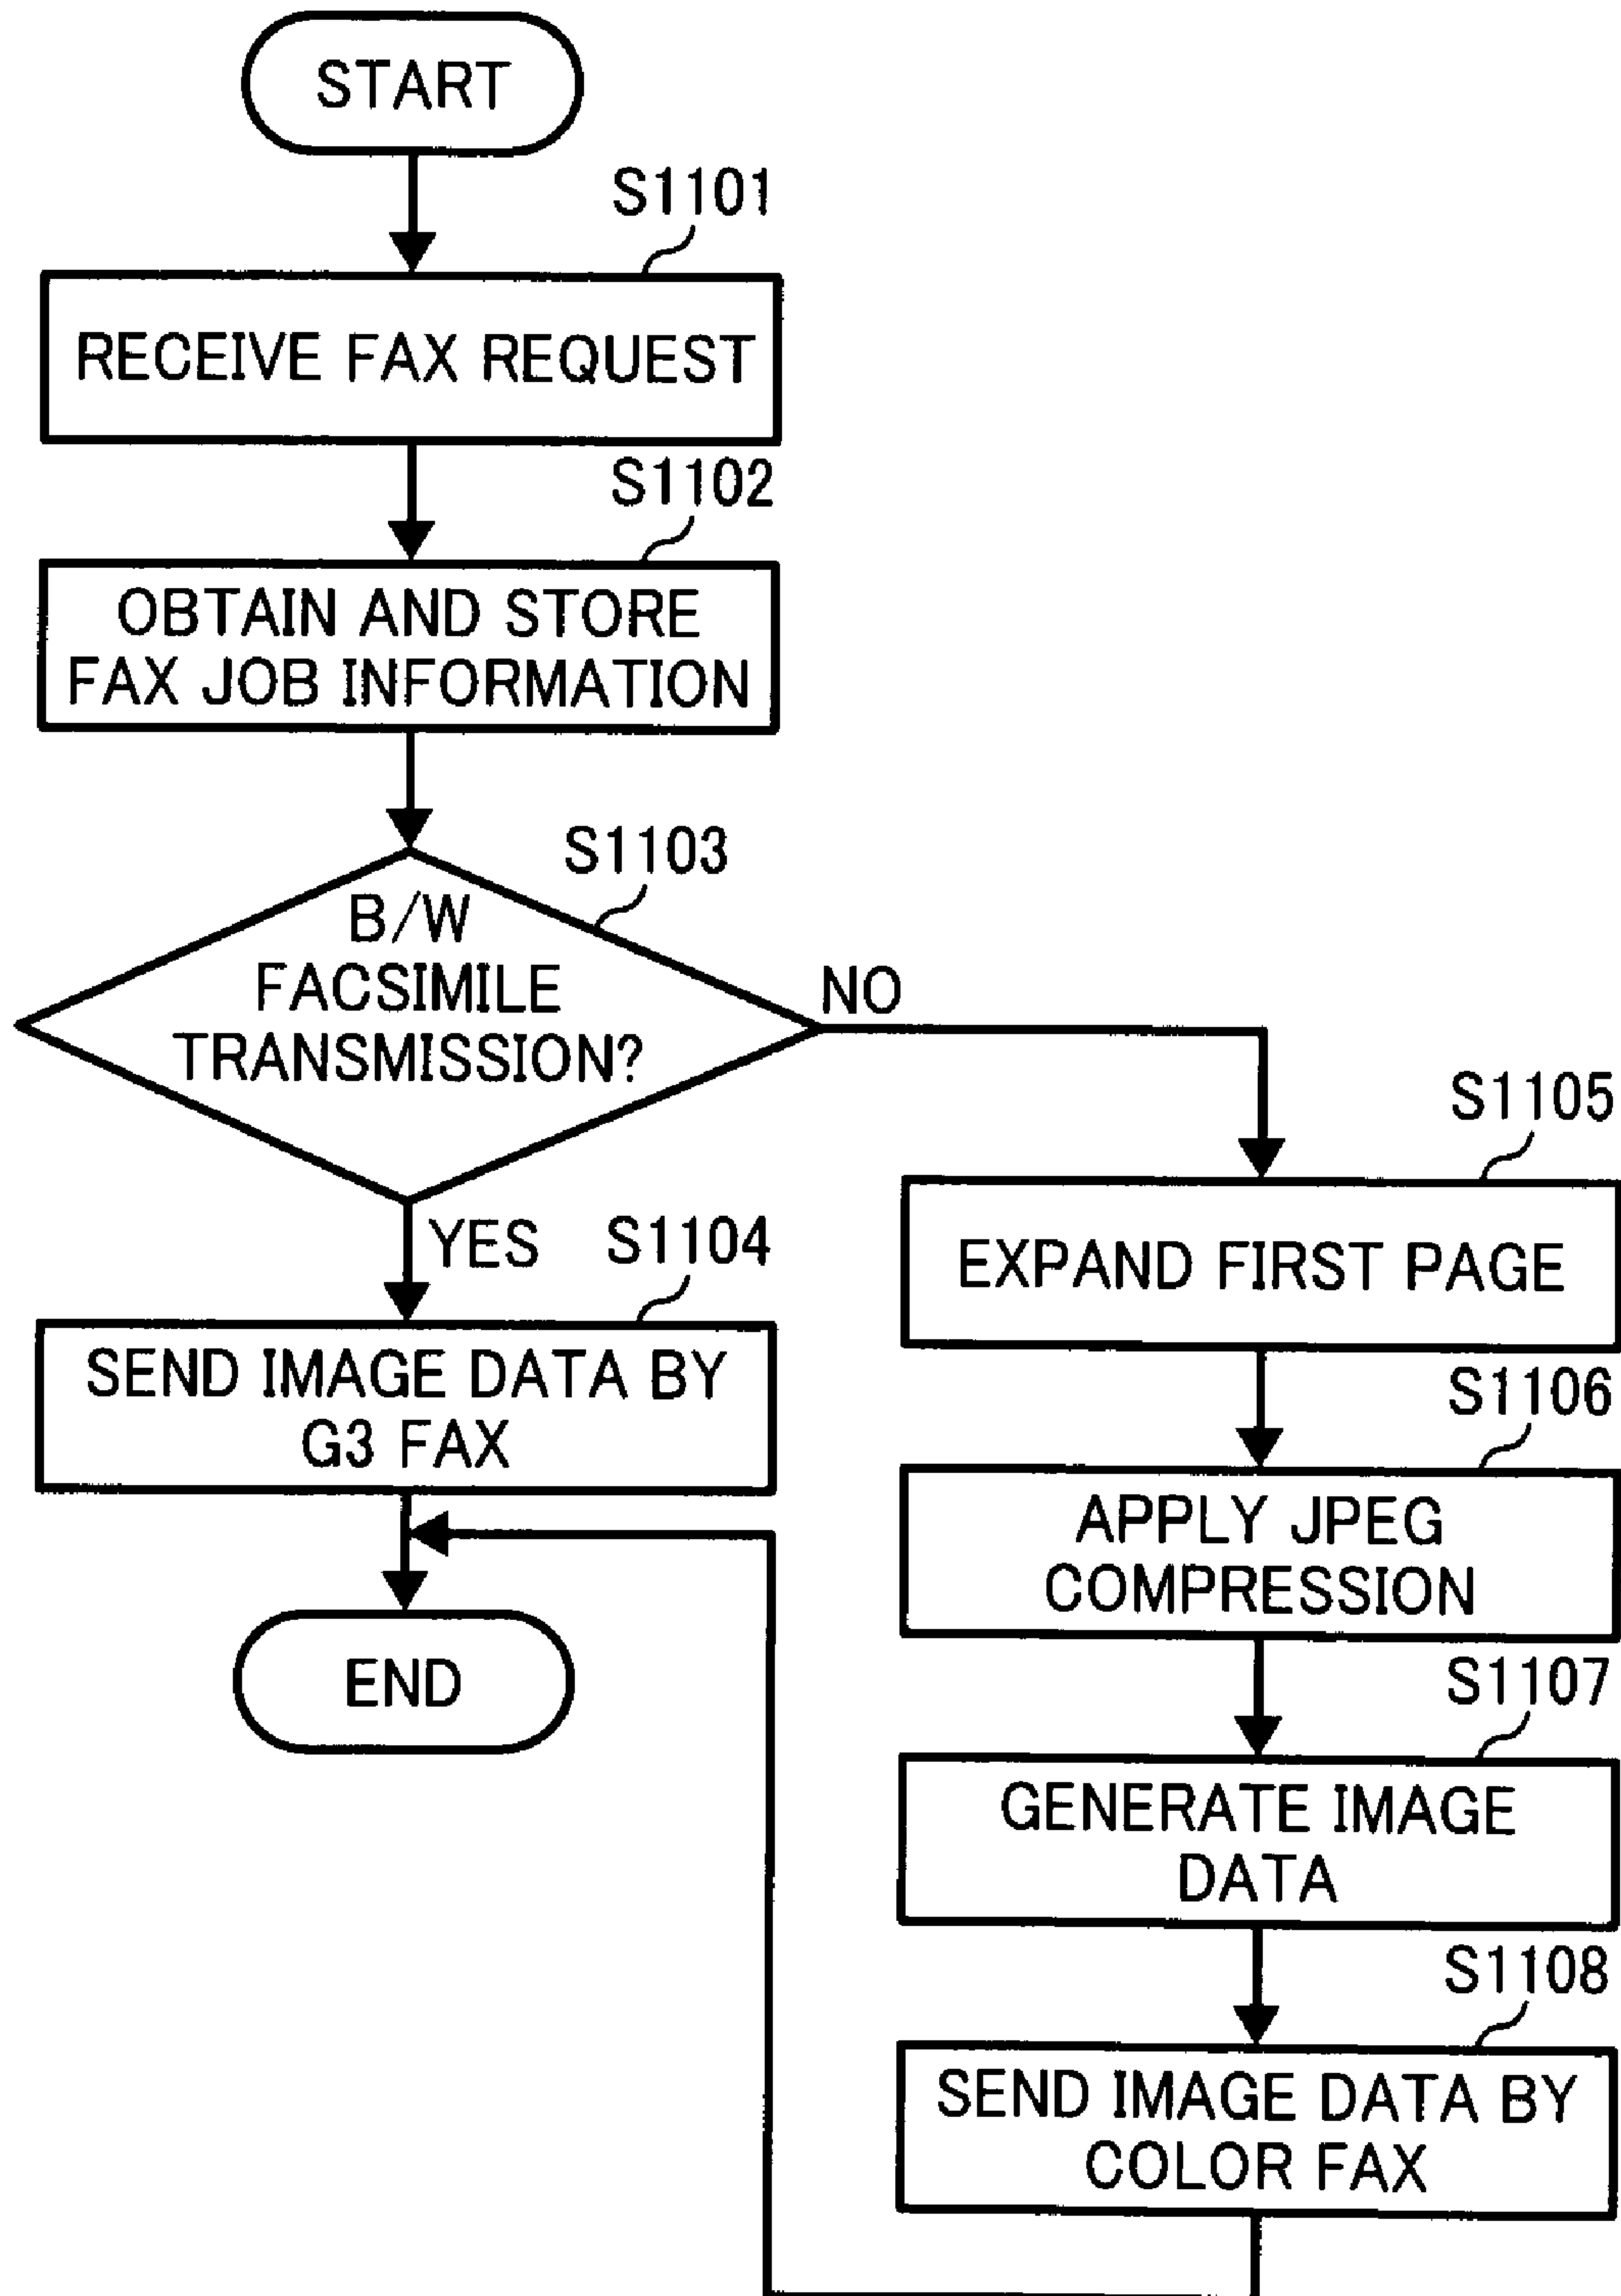 START
S1101
RECEIVE FAX REQUEST
S1102
OBTAIN AND STORE
FAX JOB INFORMATION
S1103
B/W
FACSIMILE
TRANSMISSION?
NO
YES
S1104
SEND IMAGE DATA BY
G3 FAX
END
S1105
EXPAND FIRST PAGE
S1106
APPLY JPEG
COMPRESSION
S1107
GENERATE IMAGE
DATA
S1108
SEND IMAGE DATA BY
COLOR FAX